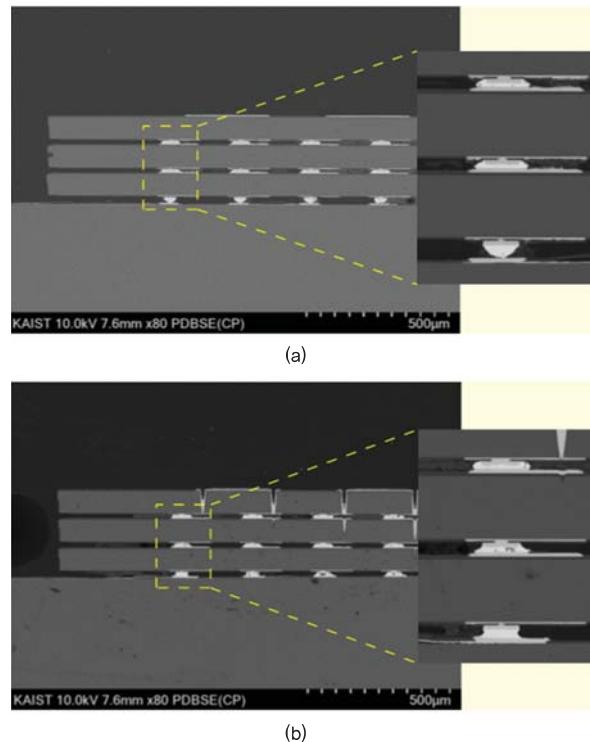 KAIST 10.0kV 7.6mm x80 PDBSE(CP)
500μm
(a)
KAIST 10.0kV 7.6mm x80 PDBSE(CP)
500μm
(b)